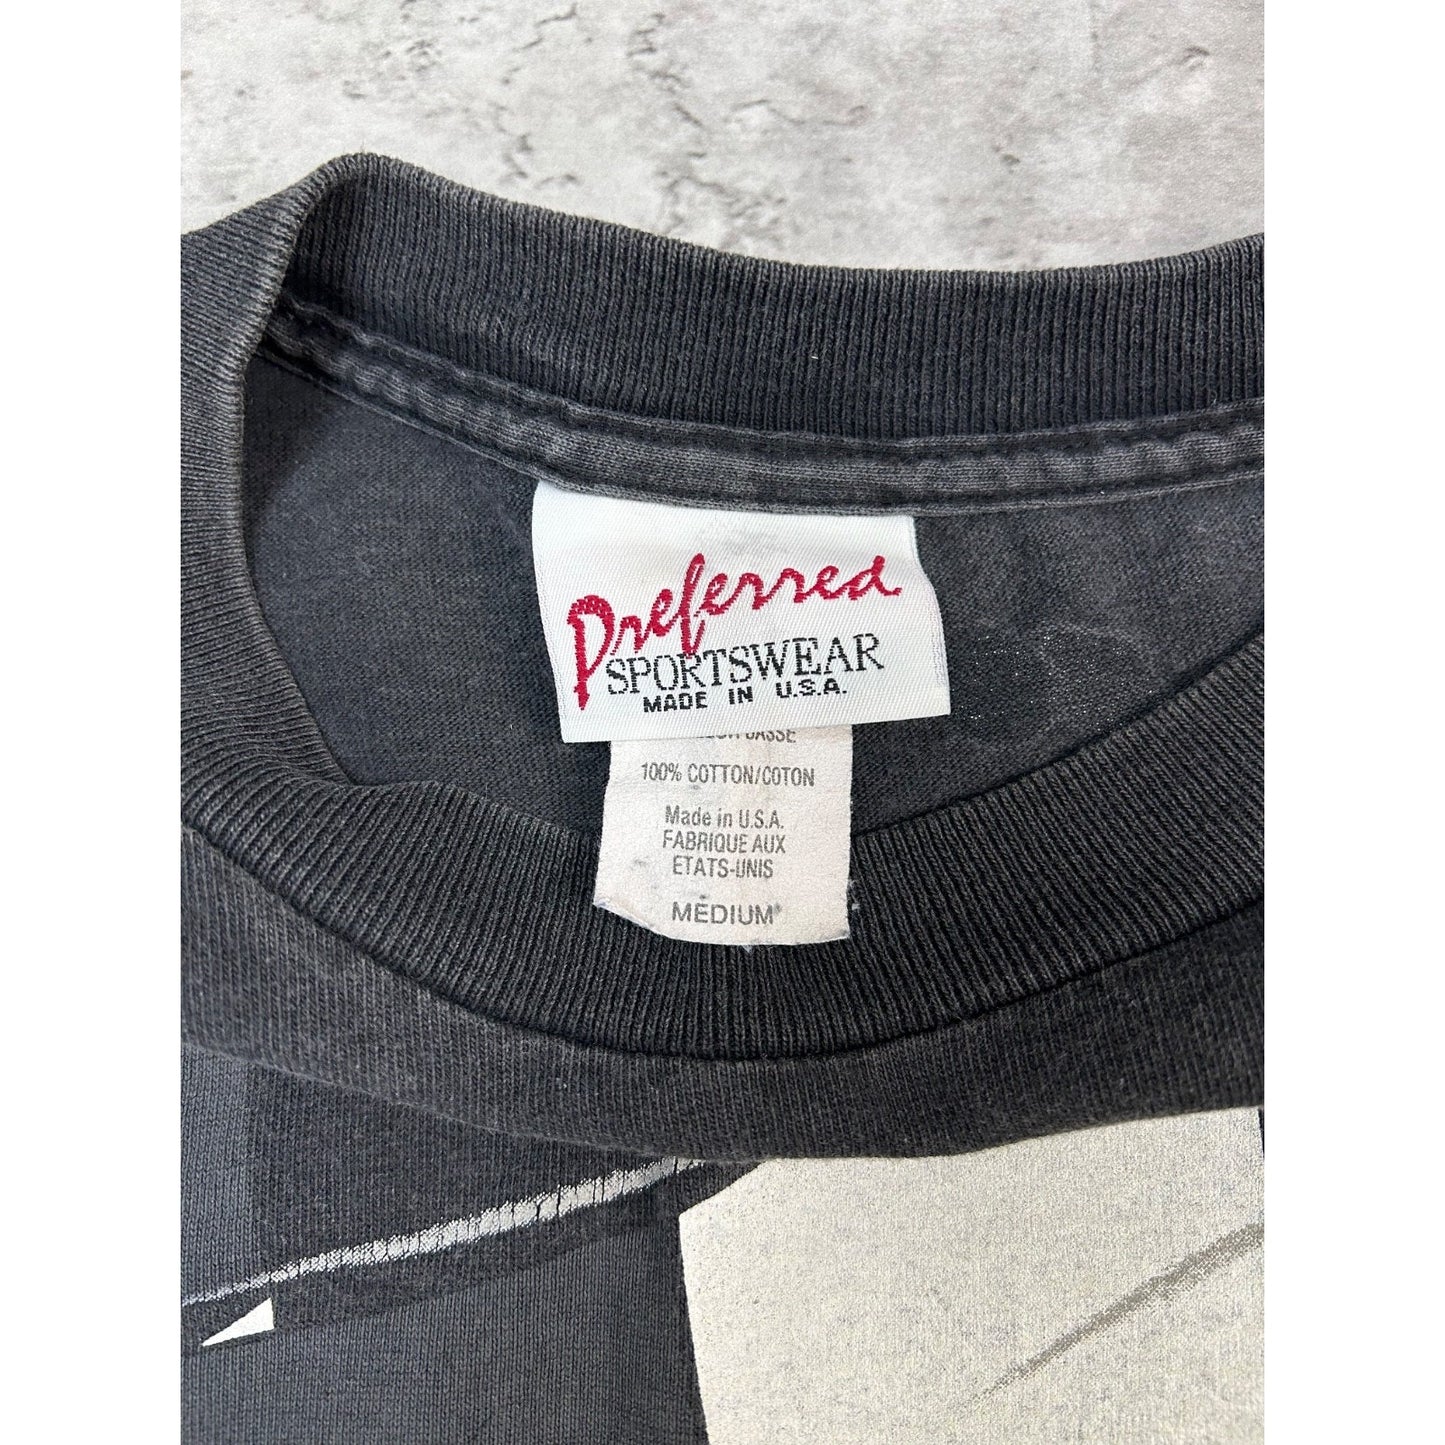 Preferred
SPORTSWEAR
MADE IN U.S.A.
100% COTTON/COTON
Made in U.S.A.
FABRIQUE AUX
ETATS-UNIS
MEDIUM*